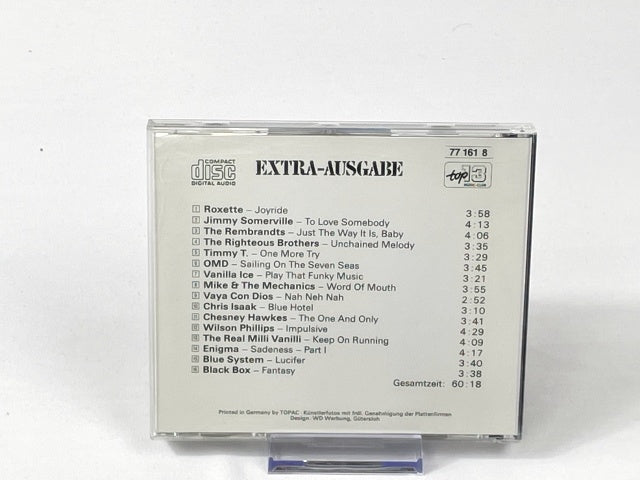 COMPACT
disc
DIGITAL AUDIO
EXTRA-AUSGABE
77 161 8
top 13
MUSIC-CLUB
1 Roxette – Joyride 3:58
2 Jimmy Somerville – To Love Somebody 4:13
3 The Rembrandts – Just The Way It Is, Baby 4:06
4 The Righteous Brothers – Unchained Melody 3:35
5 Timmy T. – One More Try 3:29
6 OMD – Sailing On The Seven Seas 3:45
7 Vanilla Ice – Play That Funky Music 3:21
8 Mike & The Mechanics – Word Of Mouth 3:55
9 Vaya Con Dios – Nah Neh Nah 2:52
10 Chris Isaak – Blue Hotel 3:10
11 Chesney Hawkes – The One And Only 3:41
12 Wilson Phillips – Impulsive 4:29
13 The Real Milli Vanilli – Keep On Running 4:09
14 Enigma – Sadeness – Part I 4:17
15 Blue System – Lucifer 3:40
16 Black Box – Fantasy 3:38
Gesamtzeit: 60:18
Printed in Germany by TOPAC · Künstlerfotos mit frdl. Genehmigung der Plattenfirmen
Design: WD Werbung, Gütersloh